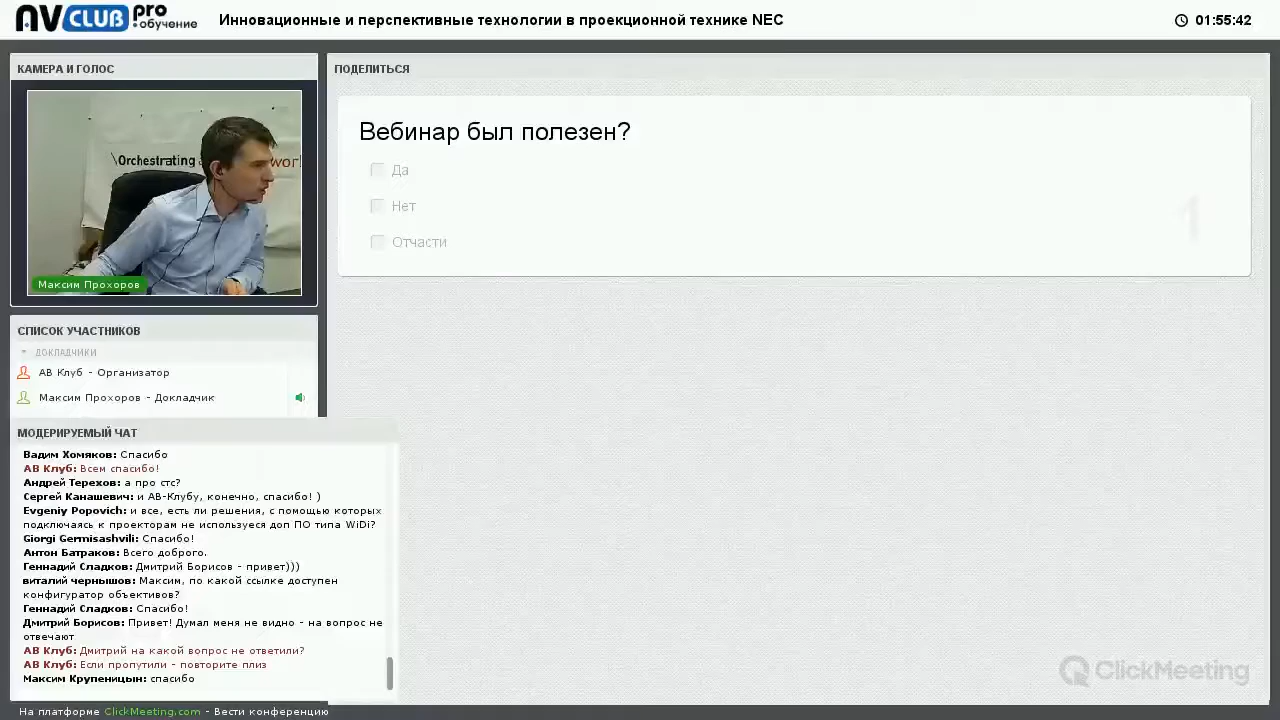 AVCLUB pro :обучение
Инновационные и перспективные технологии в проекционной технике NEC
01:55:42
КАМЕРА И ГОЛОС
Orchestrating
Максим Прохоров
ПОДЕЛИТЬСЯ
Вебинар был полезен?
Да
Нет
Отчасти
1
СПИСОК УЧАСТНИКОВ
ДОКЛАДЧИКИ
АВ Клуб - Организатор
Максим Прохоров - Докладчик
МОДЕРИРУЕМЫЙ ЧАТ
Вадим Хомяков: Спасибо
АВ Клуб: Всем спасибо!
Андрей Терехов: а про стс?
Сергей Канашевич: и АВ-Клубу, конечно, спасибо! )
Evgeniy Popovich: и все, есть ли решения, с помощью которых
подключаясь к проекторам не используеся доп ПО типа WiDi?
Giorgi Germisashvili: Спасибо!
Антон Батраков: Всего доброго.
Геннадий Сладков: Дмитрий Борисов - привет)))
виталий чернышов: Максим, по какой ссылке доступен
конфигуратор объективов?
Геннадий Сладков: Спасибо!
Дмитрий Борисов: Привет! Думал меня не видно - на вопрос не
отвечают
АВ Клуб: Дмитрий на какой вопрос не ответили?
АВ Клуб: Если пропутили - повторите плиз
Максим Крупеницын: спасибо
ClickMeeting
На платформе ClickMeeting.com - Вести конференцию